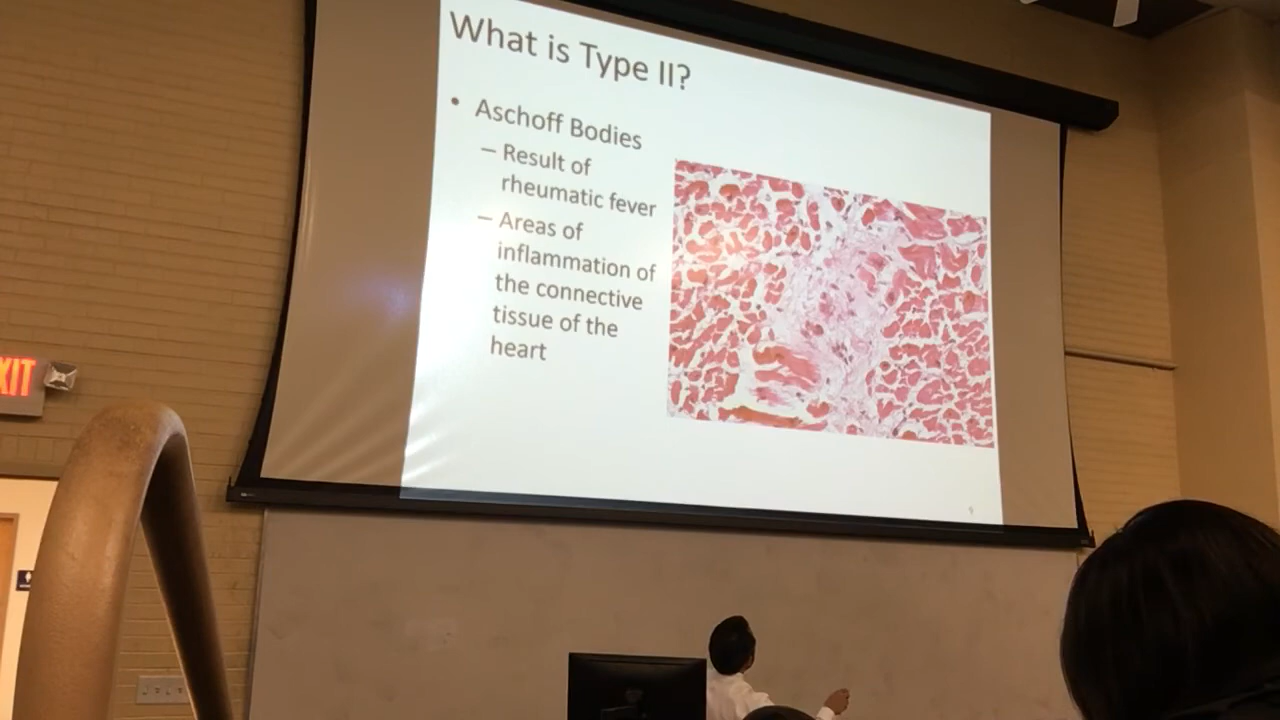 What is Type II?
• Aschoff Bodies
– Result of
rheumatic fever
– Areas of
inflammation of
the connective
tissue of the
heart
XIT